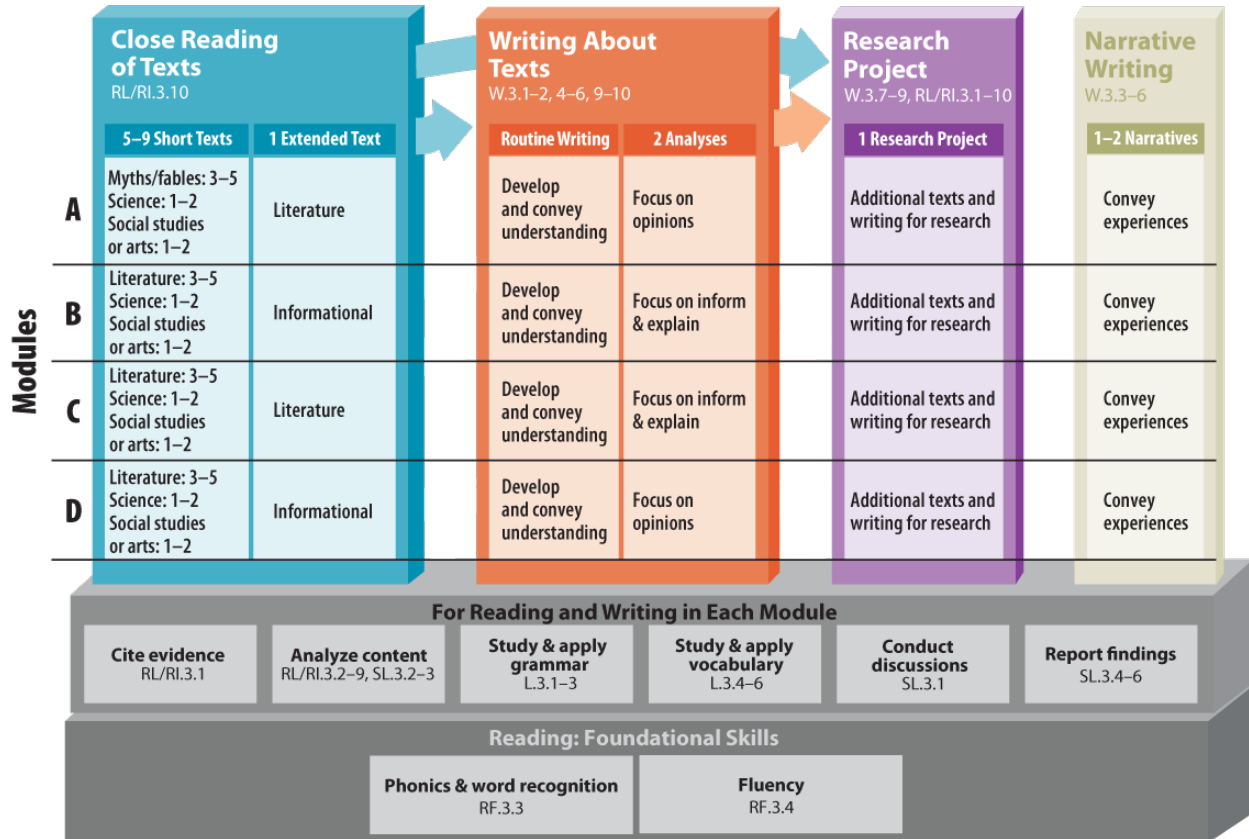 Close Reading
of Texts
RL/RI.3.10
Writing About
Texts
W.3.1–2, 4–6, 9–10
Research
Project
W.3.7–9, RL/RI.3.1–10
Narrative
Writing
W.3.3–6
5–9 Short Texts
1 Extended Text
Routine Writing
2 Analyses
1 Research Project
1–2 Narratives
Modules
A
Myths/fables: 3–5
Science: 1–2
Social studies
or arts: 1–2
Literature
Develop
and convey
understanding
Focus on
opinions
Additional texts and
writing for research
Convey
experiences
B
Literature: 3–5
Science: 1–2
Social studies
or arts: 1–2
Informational
Develop
and convey
understanding
Focus on inform
& explain
Additional texts and
writing for research
Convey
experiences
C
Literature: 3–5
Science: 1–2
Social studies
or arts: 1–2
Literature
Develop
and convey
understanding
Focus on inform
& explain
Additional texts and
writing for research
Convey
experiences
D
Literature: 3–5
Science: 1–2
Social studies
or arts: 1–2
Informational
Develop
and convey
understanding
Focus on
opinions
Additional texts and
writing for research
Convey
experiences
For Reading and Writing in Each Module
Cite evidence
RL/RI.3.1
Analyze content
RL/RI.3.2–9, SL.3.2–3
Study & apply
grammar
L.3.1–3
Study & apply
vocabulary
L.3.4–6
Conduct
discussions
SL.3.1
Report findings
SL.3.4–6
Reading: Foundational Skills
Phonics & word recognition
RF.3.3
Fluency
RF.3.4